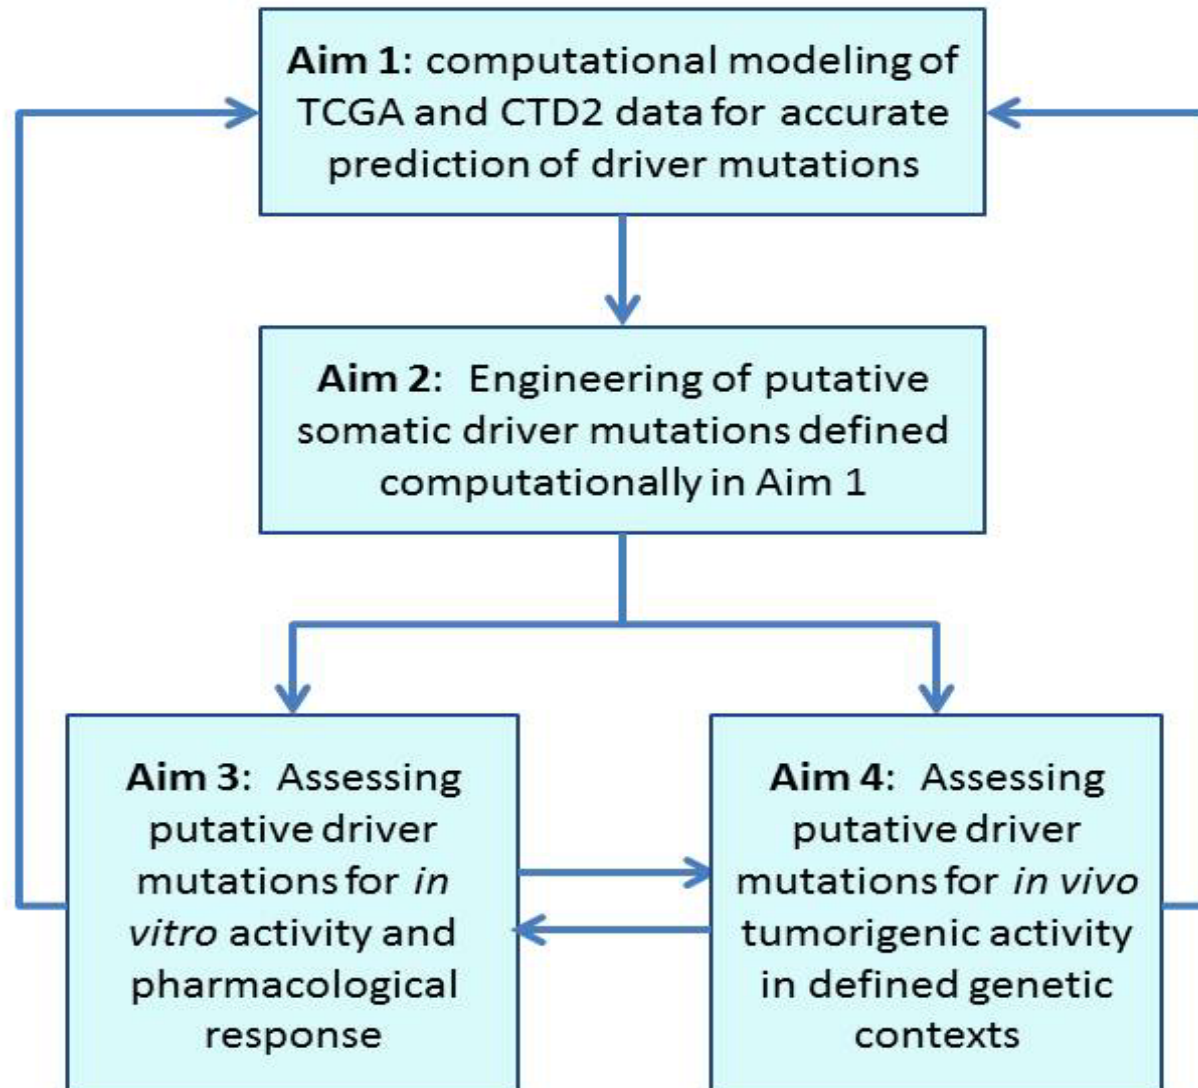 Aim 1: computational modeling of
TCGA and CTD2 data for accurate
prediction of driver mutations
Aim 2: Engineering of putative
somatic driver mutations defined
computationally in Aim 1
Aim 3: Assessing
putative driver
mutations for in
vitro activity and
pharmacological
response
Aim 4: Assessing
putative driver
mutations for in vivo
tumorigenic activity
in defined genetic
contexts